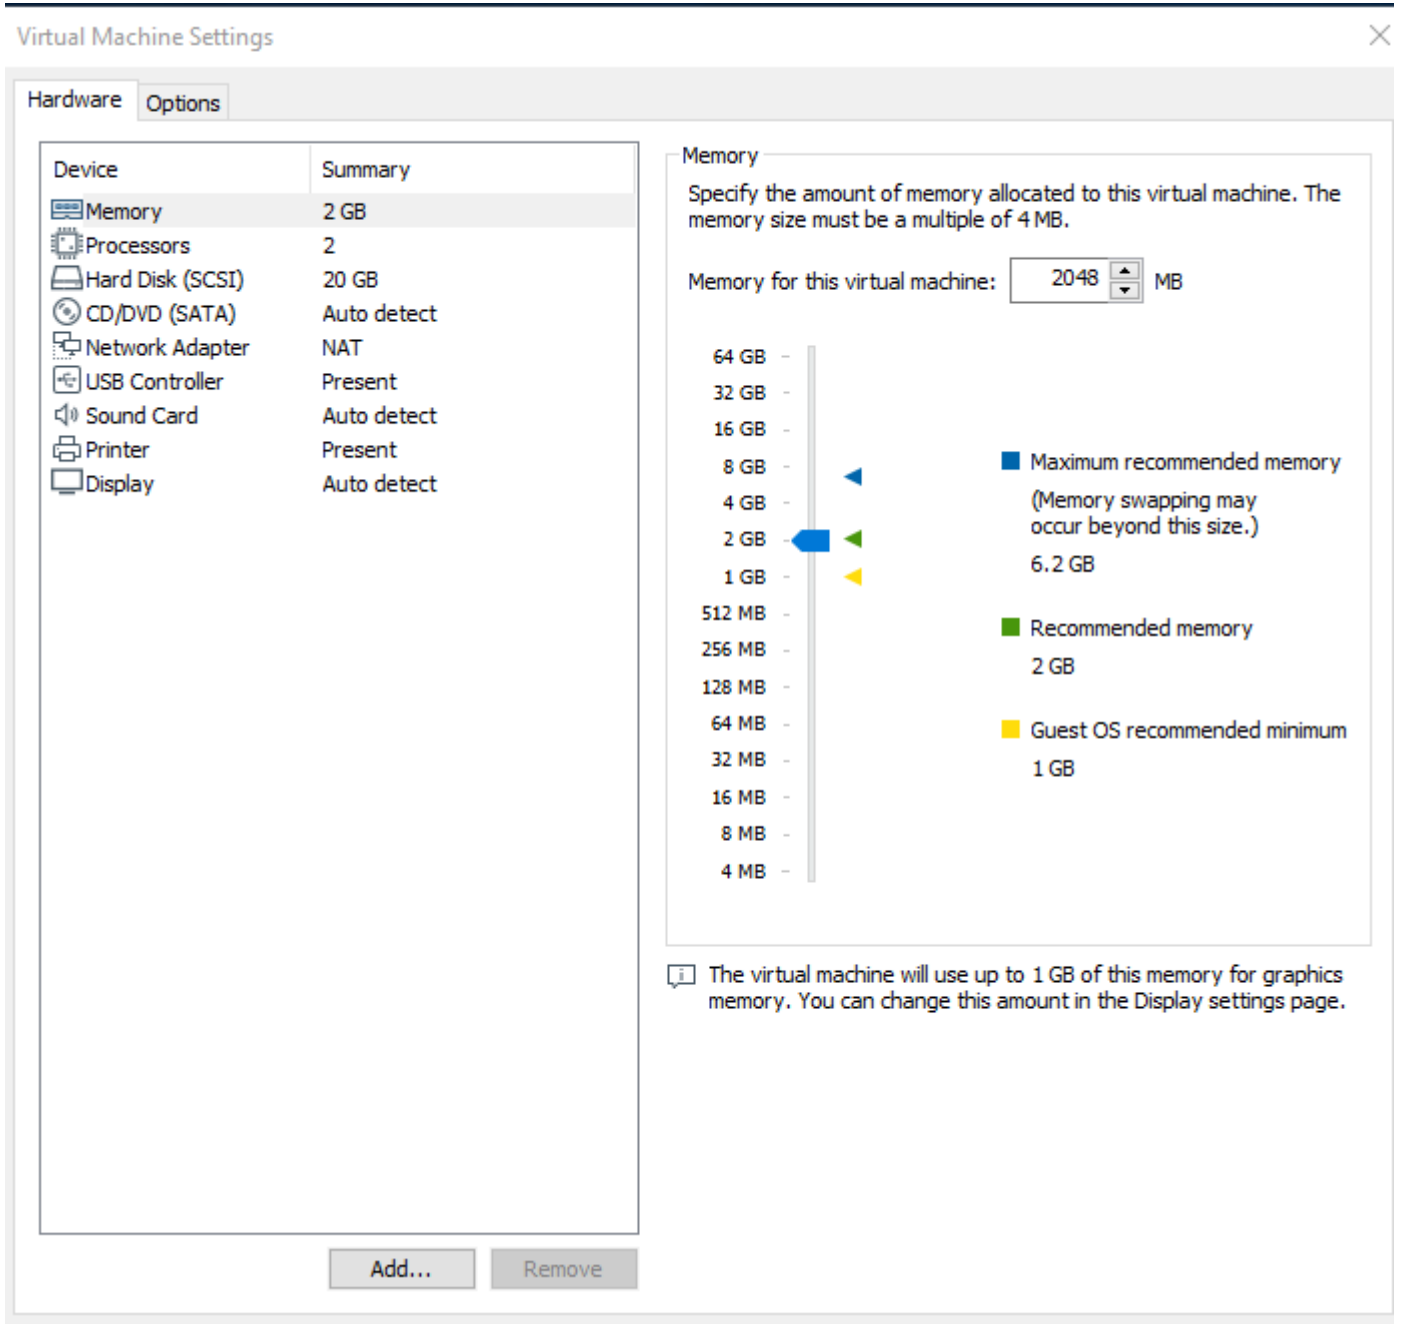 Virtual Machine Settings
Hardware Options
Device Summary
Memory 2 GB
Processors 2
Hard Disk (SCSI) 20 GB
CD/DVD (SATA) Auto detect
Network Adapter NAT
USB Controller Present
Sound Card Auto detect
Printer Present
Display Auto detect
Add... Remove
Memory
Specify the amount of memory allocated to this virtual machine. The
memory size must be a multiple of 4 MB.
Memory for this virtual machine: 2048 MB
64 GB
32 GB
16 GB
8 GB
4 GB
2 GB
1 GB
512 MB
256 MB
128 MB
64 MB
32 MB
16 MB
8 MB
4 MB
Maximum recommended memory
(Memory swapping may
occur beyond this size.)
6.2 GB
Recommended memory
2 GB
Guest OS recommended minimum
1 GB
The virtual machine will use up to 1 GB of this memory for graphics
memory. You can change this amount in the Display settings page.